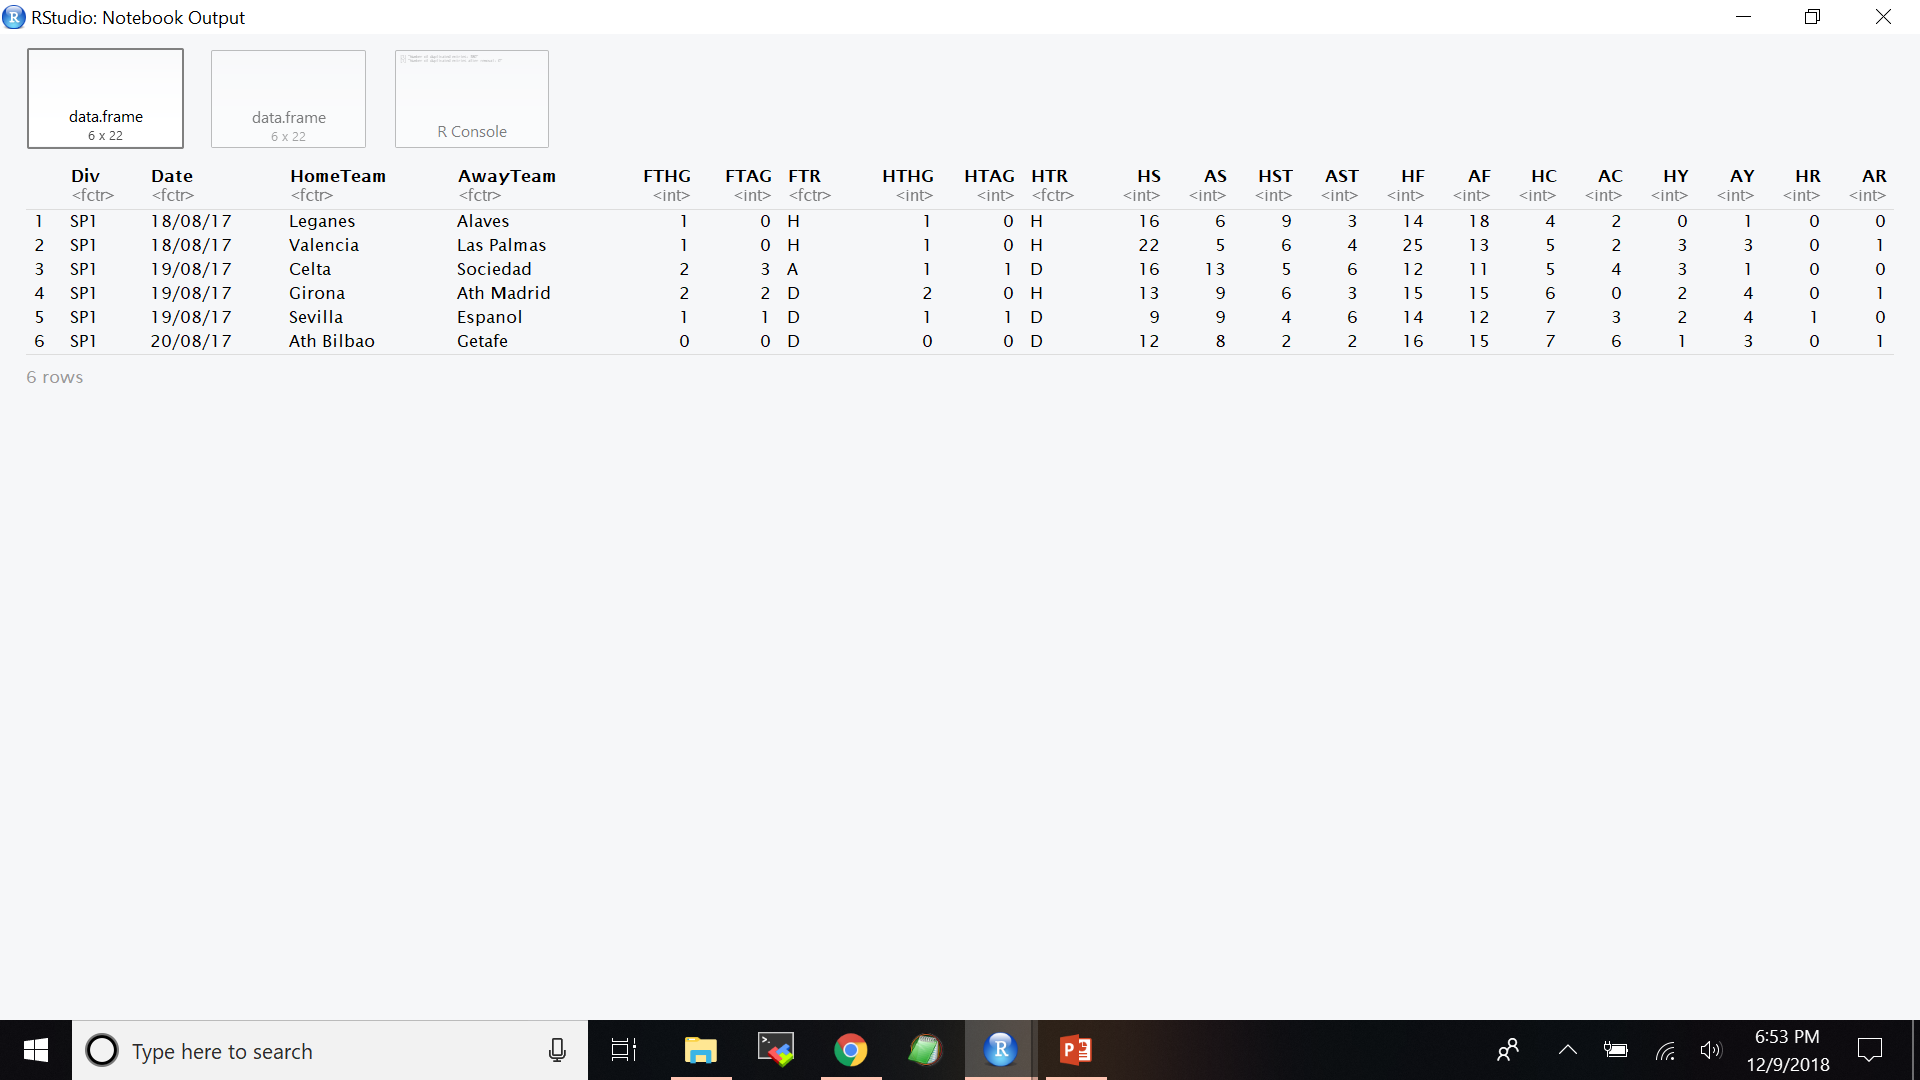 RStudio: Notebook Output
data.frame
6 x 22
data.frame
6 x 22
R Console
Div Date HomeTeam AwayTeam FTHG FTAG FTR HTHG HTAG HTR HS AS HST AST HF AF HC AC HY AY HR AR
<fctr> <fctr> <fctr> <fctr> <int> <int> <fctr> <int> <int> <fctr> <int> <int> <int> <int> <int> <int> <int> <int> <int> <int> <int> <int>
1 SP1 18/08/17 Leganes Alaves 1 0 H 1 0 H 16 6 9 3 14 18 4 2 0 1 0 0
2 SP1 18/08/17 Valencia Las Palmas 1 0 H 1 0 H 22 5 6 4 25 13 5 2 3 3 0 1
3 SP1 19/08/17 Celta Sociedad 2 3 A 1 1 D 16 13 5 6 12 11 5 4 3 1 0 0
4 SP1 19/08/17 Girona Ath Madrid 2 2 D 2 0 H 13 9 6 3 15 15 6 0 2 4 0 1
5 SP1 19/08/17 Sevilla Espanol 1 1 D 1 1 D 9 9 4 6 14 12 7 3 2 4 1 0
6 SP1 20/08/17 Ath Bilbao Getafe 0 0 D 0 0 D 12 8 2 2 16 15 7 6 1 3 0 1
6 rows
Type here to search
6:53 PM
12/9/2018